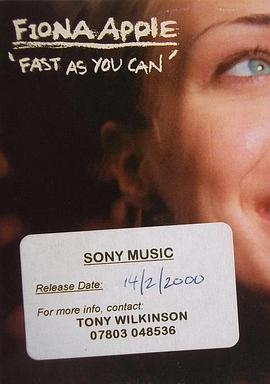 FIONA APPLE
'FAST AS YOU CAN'
SONY MUSIC
Release Date: 14/2/2000
For more info, contact:
TONY WILKINSON
07803 048536